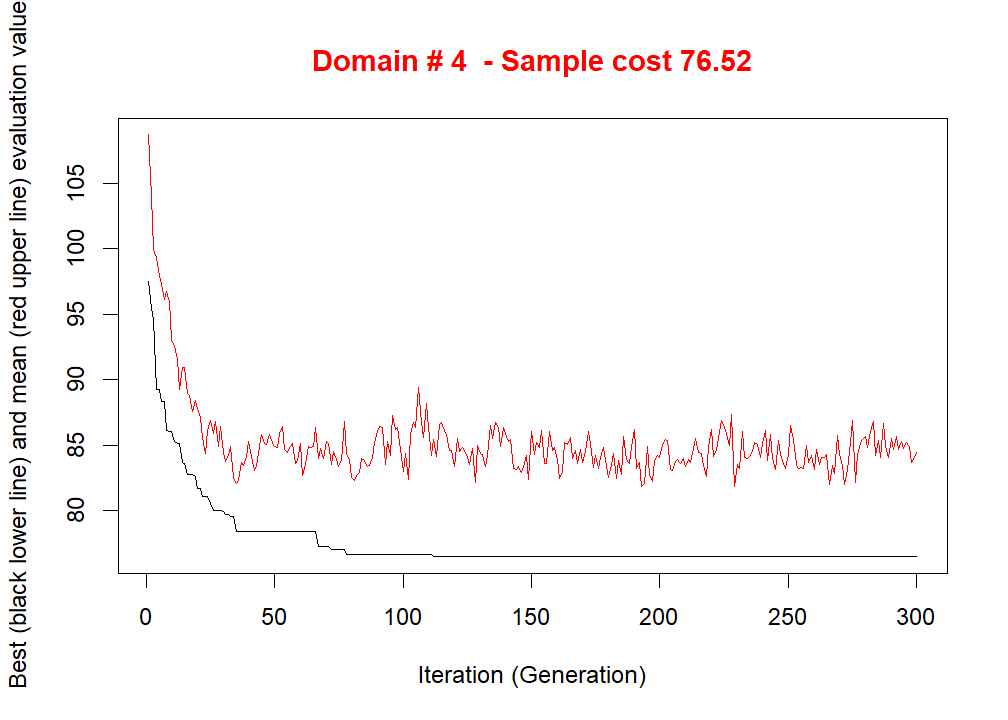 Domain # 4  - Sample cost 76.52
Best (black lower line) and mean (red upper line) evaluation value
105
100
95
90
85
80
0 50 100 150 200 250 300
Iteration (Generation)